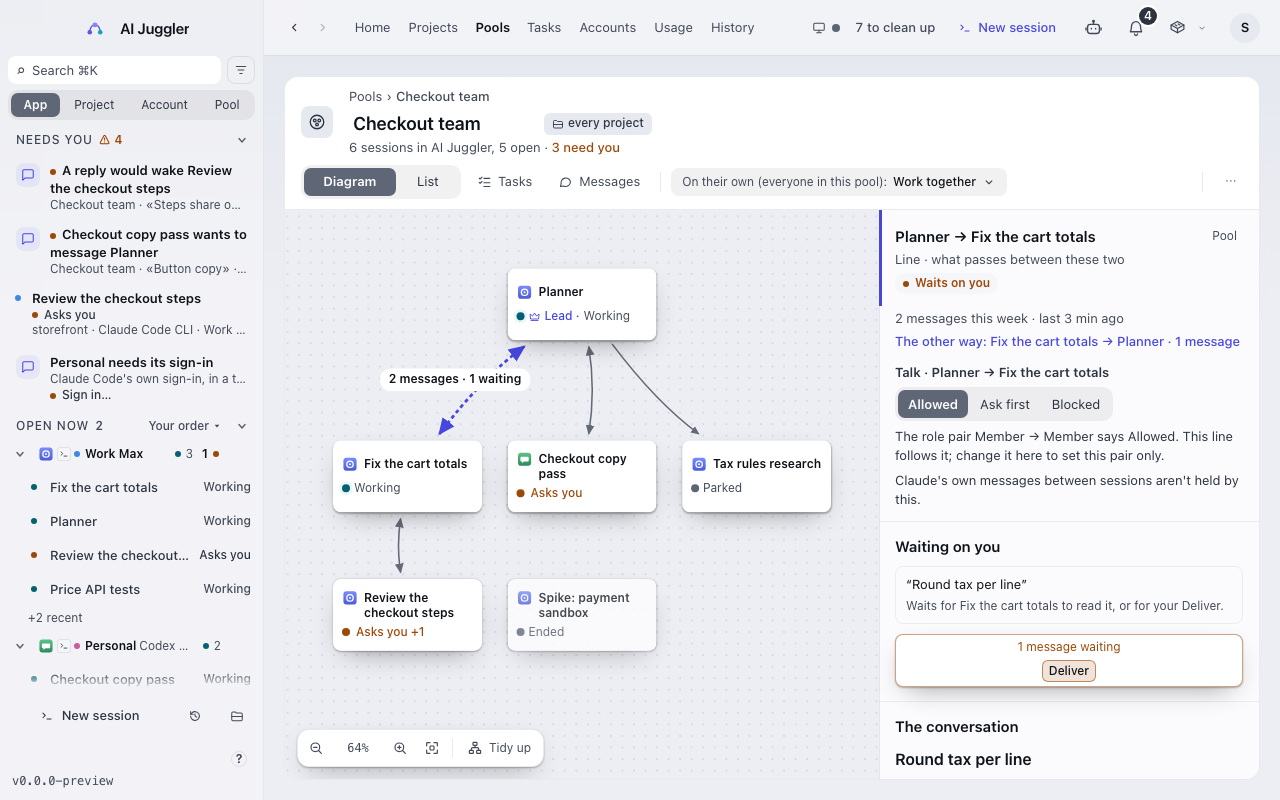 AI Juggler
Search ⌘K
App Project Account Pool
NEEDS YOU 4
A reply would wake Review
the checkout steps
Checkout team · «Steps share o…
Checkout copy pass wants to
message Planner
Checkout team · «Button copy» ·…
Review the checkout steps
Asks you
storefront · Claude Code CLI · Work …
Personal needs its sign-in
Claude Code's own sign-in, in a t…
Sign in…
OPEN NOW 2 Your order
Work Max 3 1
Fix the cart totals Working
Planner Working
Review the checkout… Asks you
Price API tests Working
+2 recent
Personal Codex … 2
Checkout copy pass Working
New session
?
v0.0.0-preview
Home Projects Pools Tasks Accounts Usage History
7 to clean up
New session
4
S
Pools › Checkout team
Checkout team
every project
6 sessions in AI Juggler, 5 open · 3 need you
Diagram List Tasks Messages
On their own (everyone in this pool): Work together
…
Planner
Lead · Working
2 messages · 1 waiting
Fix the cart totals
Working
Checkout copy
pass
Asks you
Tax rules research
Parked
Review the
checkout steps
Asks you +1
Spike: payment
sandbox
Ended
64%
Tidy up
Planner → Fix the cart totals Pool
Line · what passes between these two
Waits on you
2 messages this week · last 3 min ago
The other way: Fix the cart totals → Planner · 1 message
Talk · Planner → Fix the cart totals
Allowed Ask first Blocked
The role pair Member → Member says Allowed. This line
follows it; change it here to set this pair only.
Claude's own messages between sessions aren't held by
this.
Waiting on you
“Round tax per line”
Waits for Fix the cart totals to read it, or for your Deliver.
1 message waiting
Deliver
The conversation
Round tax per line